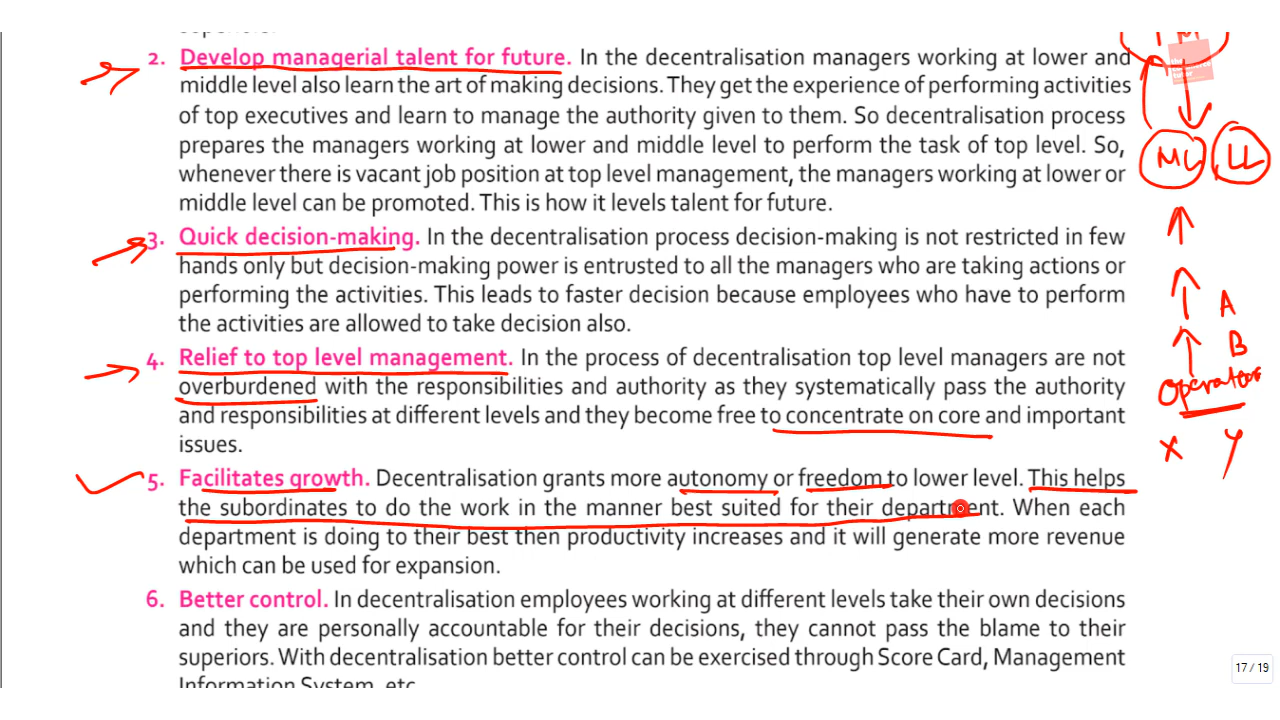 2. Develop managerial talent for future. In the decentralisation managers working at lower and
middle level also learn the art of making decisions. They get the experience of performing activities
of top executives and learn to manage the authority given to them. So decentralisation process
prepares the managers working at lower and middle level to perform the task of top level. So,
whenever there is vacant job position at top level management, the managers working at lower or
middle level can be promoted. This is how it levels talent for future.
3. Quick decision-making. In the decentralisation process decision-making is not restricted in few
hands only but decision-making power is entrusted to all the managers who are taking actions or
performing the activities. This leads to faster decision because employees who have to perform
the activities are allowed to take decision also.
4. Relief to top level management. In the process of decentralisation top level managers are not
overburdened with the responsibilities and authority as they systematically pass the authority
and responsibilities at different levels and they become free to concentrate on core and important
issues.
5. Facilitates growth. Decentralisation grants more autonomy or freedom to lower level. This helps
the subordinates to do the work in the manner best suited for their department. When each
department is doing to their best then productivity increases and it will generate more revenue
which can be used for expansion.
6. Better control. In decentralisation employees working at different levels take their own decisions
and they are personally accountable for their decisions, they cannot pass the blame to their
superiors. With decentralisation better control can be exercised through Score Card, Management
Information System, etc.
ML LL
A
B
Operator
X Y
17 / 19